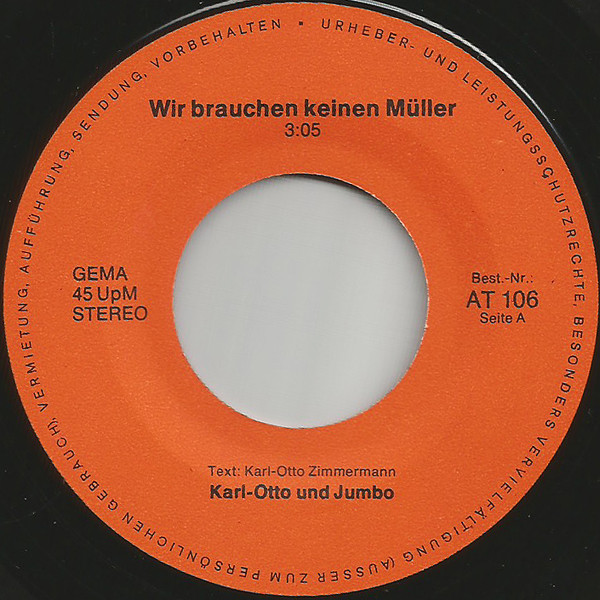 URHEBER- UND LEISTUNGSSCHUTZRECHTE, BESONDERS VERVIELFÄLTIGUNG (AUSSER ZUM PERSÖNLICHEN GEBRAUCH), VERMIETUNG, AUFFÜHRUNG, SENDUNG, VORBEHALTEN •
Wir brauchen keinen Müller
3:05
GEMA
45 UpM
STEREO
Best.-Nr.:
AT 106
Seite A
Text: Karl-Otto Zimmermann
Karl-Otto und Jumbo